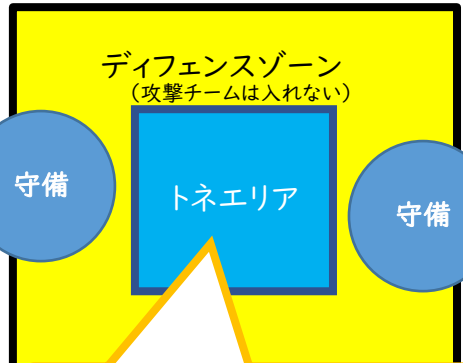 ディフェンスゾーン
（攻撃チームは入れない）
守備
トネエリア
守備